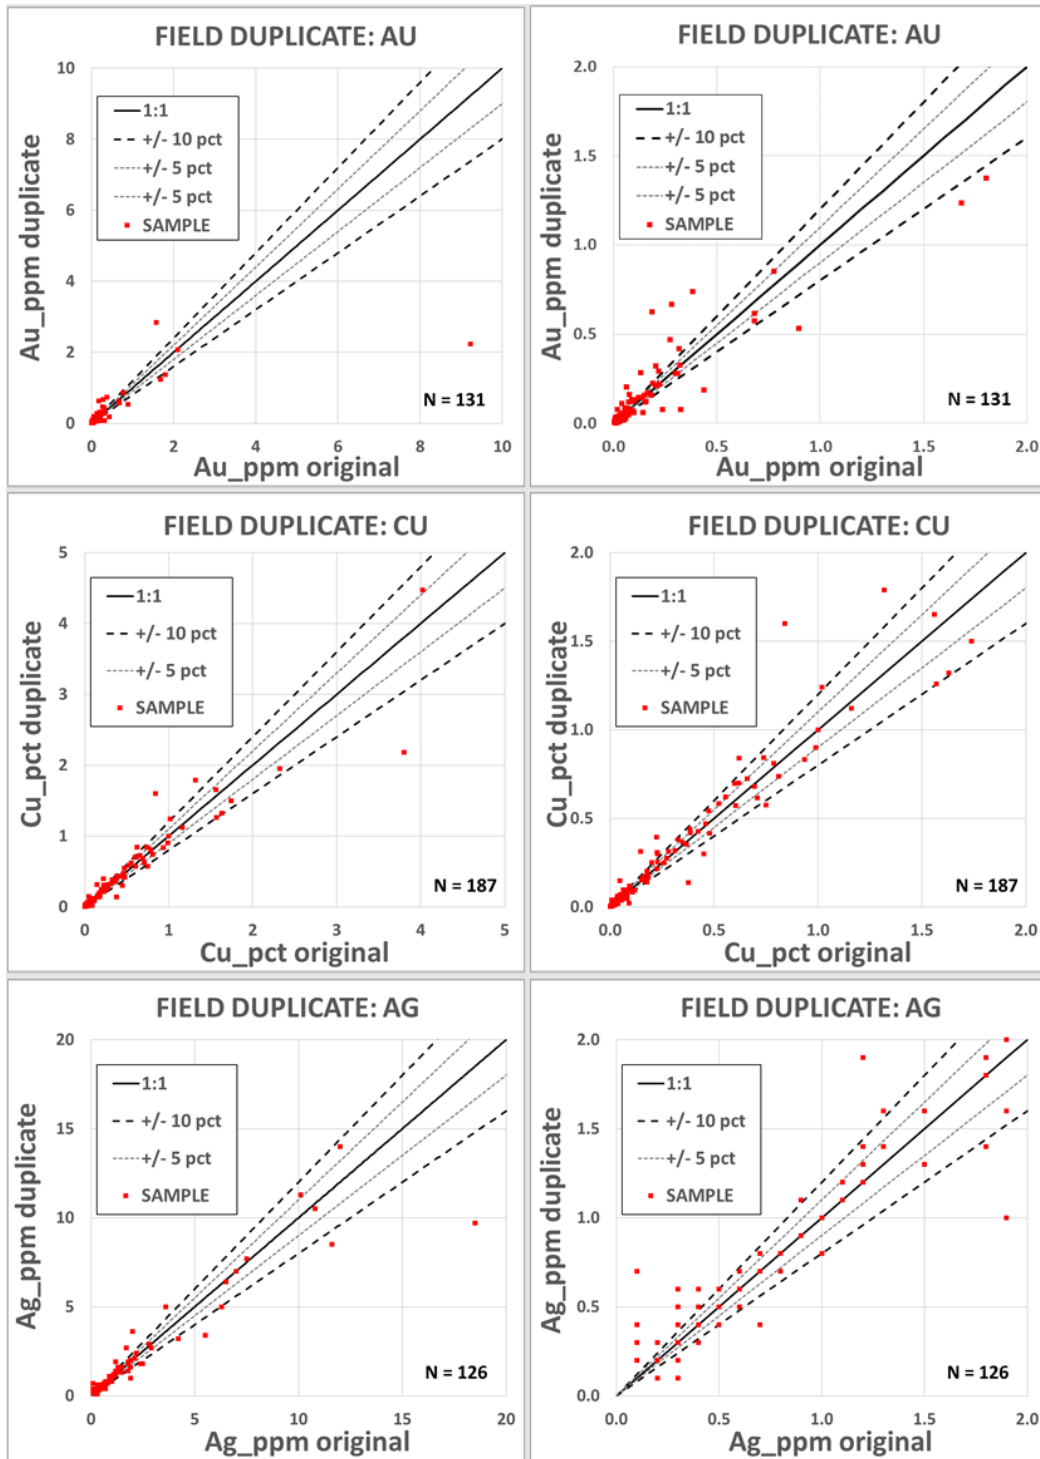 FIELD DUPLICATE: AU
10
8
6
4
2
0
0 2 4 6 8 10
Au_ppm duplicate
Au_ppm original
1:1
+/- 10 pct
+/- 5 pct
+/- 5 pct
SAMPLE
N = 131
FIELD DUPLICATE: AU
2.0
1.5
1.0
0.5
0.0
0.0 0.5 1.0 1.5 2.0
Au_ppm duplicate
Au_ppm original
1:1
+/- 10 pct
+/- 5 pct
+/- 5 pct
SAMPLE
N = 131
FIELD DUPLICATE: CU
5
4
3
2
1
0
0 1 2 3 4 5
Cu_pct duplicate
Cu_pct original
1:1
+/- 10 pct
+/- 5 pct
SAMPLE
N = 187
FIELD DUPLICATE: CU
2.0
1.5
1.0
0.5
0.0
0.0 0.5 1.0 1.5 2.0
Cu_pct duplicate
Cu_pct original
1:1
+/- 10 pct
+/- 5 pct
SAMPLE
N = 187
FIELD DUPLICATE: AG
20
15
10
5
0
0 5 10 15 20
Ag_ppm duplicate
Ag_ppm original
1:1
+/- 10 pct
+/- 5 pct
SAMPLE
N = 126
FIELD DUPLICATE: AG
2.0
1.5
1.0
0.5
0.0
0.0 0.5 1.0 1.5 2.0
Ag_ppm duplicate
Ag_ppm original
1:1
+/- 10 pct
+/- 5 pct
SAMPLE
N = 126